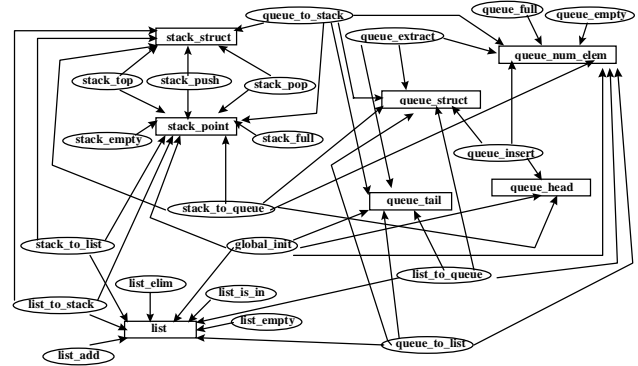 queue_full
queue_to_stack
queue_empty
stack_struct
queue_extract
queue_num_elem
stack_top
stack_push
stack_pop
queue_struct
stack_point
stack_empty
stack_full
queue_insert
queue_head
queue_tail
stack_to_queue
stack_to_list
global_init
list_to_queue
list_elim
list_is_in
list_to_stack
list_empty
list
queue_to_list
list_add